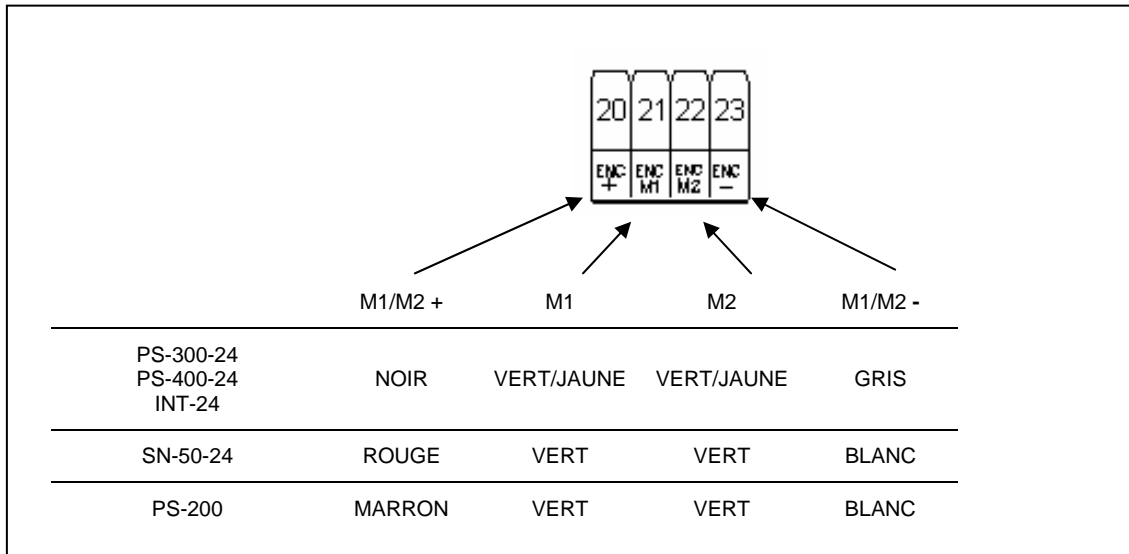 20 21 22 23
ENC + ENC M1 ENC M2 ENC -
M1/M2 + M1 M2 M1/M2 -
PS-300-24
PS-400-24 NOIR VERT/JAUNE VERT/JAUNE GRIS
INT-24
SN-50-24 ROUGE VERT VERT BLANC
PS-200 MARRON VERT VERT BLANC